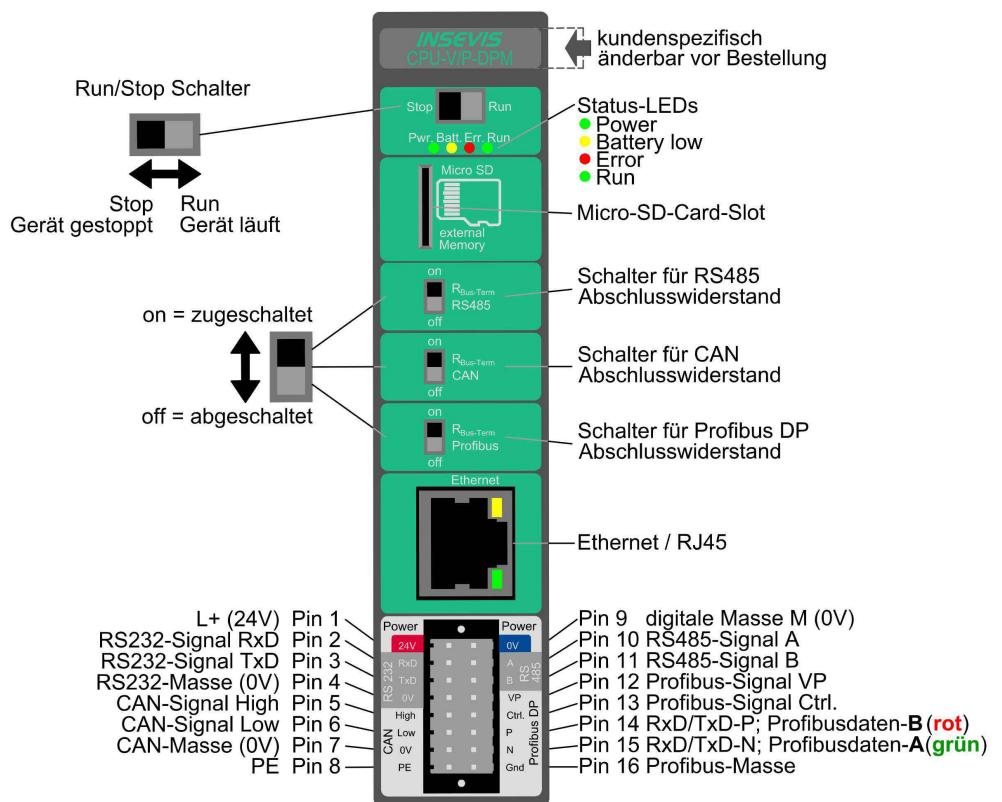 INSEVIS
CPU-V/P-DPM
kundenspezifisch
änderbar vor Bestellung
Run/Stop Schalter
Stop Run
Gerät gestoppt Gerät läuft
Stop Run
Pwr. Batt. Err. Run
Status-LEDs
Power
Battery low
Error
Run
Micro SD
external
Memory
Micro-SD-Card-Slot
on = zugeschaltet
off = abgeschaltet
on
RBus-Term
RS485
off
Schalter für RS485
Abschlusswiderstand
on
RBus-Term
CAN
off
Schalter für CAN
Abschlusswiderstand
on
RBus-Term
Profibus
off
Schalter für Profibus DP
Abschlusswiderstand
Ethernet
Ethernet / RJ45
L+ (24V) Pin 1
RS232-Signal RxD Pin 2
RS232-Signal TxD Pin 3
RS232-Masse (0V) Pin 4
CAN-Signal High Pin 5
CAN-Signal Low Pin 6
CAN-Masse (0V) Pin 7
PE Pin 8
Power
24V
RS 232
RxD
TxD
0V
CAN
High
Low
0V
PE
Power
0V
A
B
RS 485
VP
Ctrl.
P
N
Gnd
Profibus DP
Pin 9 digitale Masse M (0V)
Pin 10 RS485-Signal A
Pin 11 RS485-Signal B
Pin 12 Profibus-Signal VP
Pin 13 Profibus-Signal Ctrl.
Pin 14 RxD/TxD-P; Profibusdaten-B (rot)
Pin 15 RxD/TxD-N; Profibusdaten-A(grün)
Pin 16 Profibus-Masse